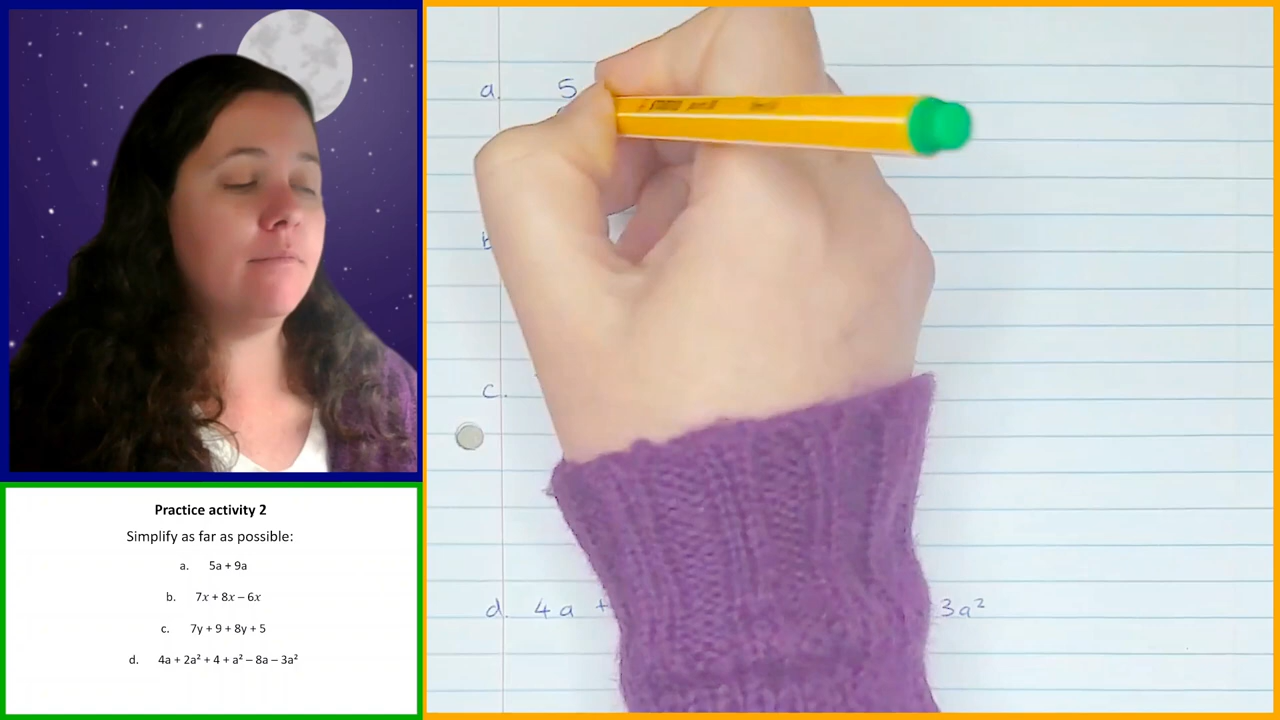 a. 5
c.
d. 4a +
3a²
Practice activity 2
Simplify as far as possible:
a. 5a + 9a
b. 7x + 8x – 6x
c. 7y + 9 + 8y + 5
d. 4a + 2a² + 4 + a² – 8a – 3a²